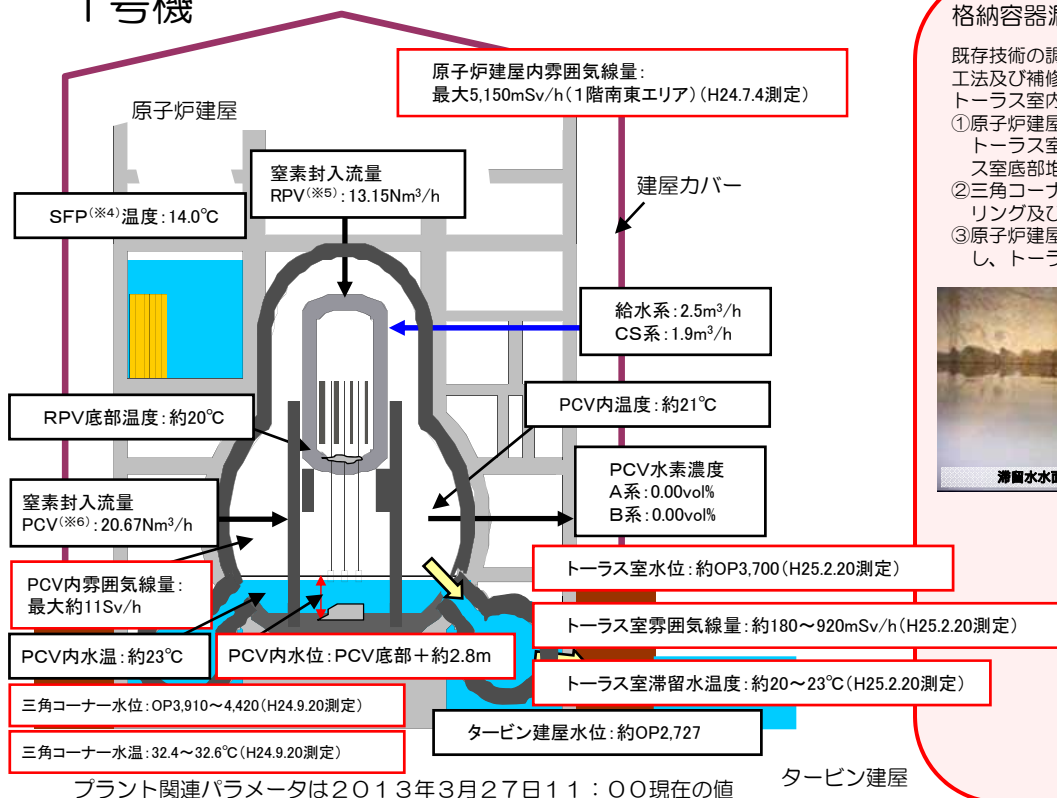 1号機
原子炉建屋内雰囲気線量:
最大5,150mSv/h(1階南東エリア)(H24.7.4測定)
原子炉建屋
窒素封入流量
RPV(※5):13.15Nm³/h
建屋カバー
SFP(※4)温度:14.0℃
給水系:2.5m³/h
CS系:1.9m³/h
RPV底部温度:約20℃
PCV内温度:約21℃
PCV水素濃度
A系:0.00vol%
B系:0.00vol%
窒素封入流量
PCV(※6):20.67Nm³/h
PCV内雰囲気線量:
最大約11Sv/h
トーラス室水位:約OP3,700(H25.2.20測定)
トーラス室雰囲気線量:約180～920mSv/h(H25.2.20測定)
PCV内水温:約23℃
PCV内水位:PCV底部+約2.8m
トーラス室滞留水温度:約20～23℃(H25.2.20測定)
三角コーナー水位:OP3,910～4,420(H24.9.20測定)
三角コーナー水温:32.4～32.6℃(H24.9.20測定)
タービン建屋水位:約OP2,727
タービン建屋
プラント関連パラメータは2013年3月27日11:00現在の値
格納容器漏
既存技術の調
工法及び補修
トーラス室内
①原子炉建屋
トーラス室
ス室底部堆
②三角コーナ
リング及び
③原子炉建屋
し、トーラ
滞留水水面